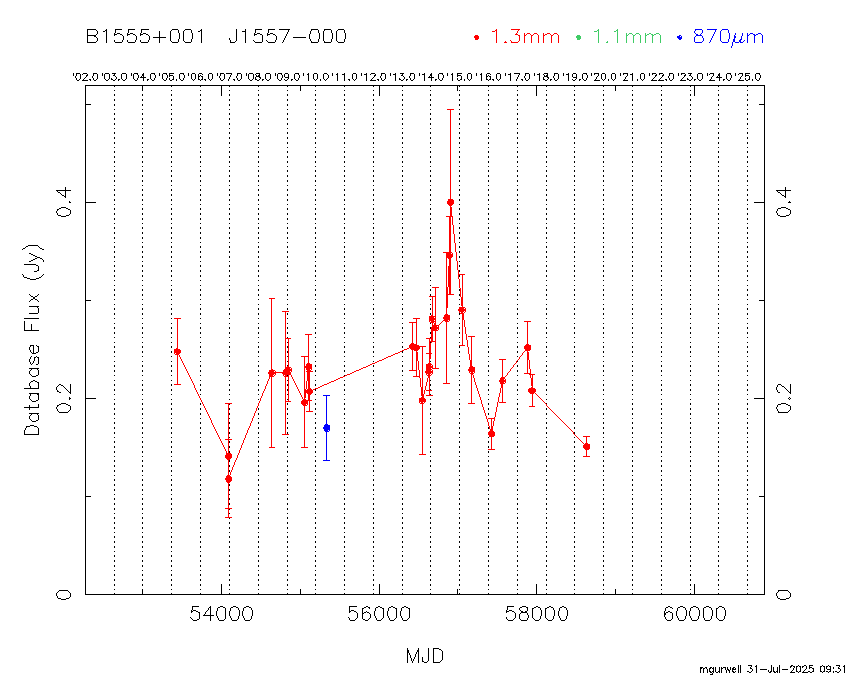 B1555+001 J1557-000 1.3mm 1.1mm 870μm
'02.0 '03.0 '04.0 '05.0 '06.0 '07.0 '08.0 '09.0 '10.0 '11.0 '12.0 '13.0 '14.0 '15.0 '16.0 '17.0 '18.0 '19.0 '20.0 '21.0 '22.0 '23.0 '24.0 '25.0
0.4 0.4
Database Flux (Jy)
0.2 0.2
0 0
54000 56000 58000 60000
MJD
mgurwell 31-Jul-2025 09:31